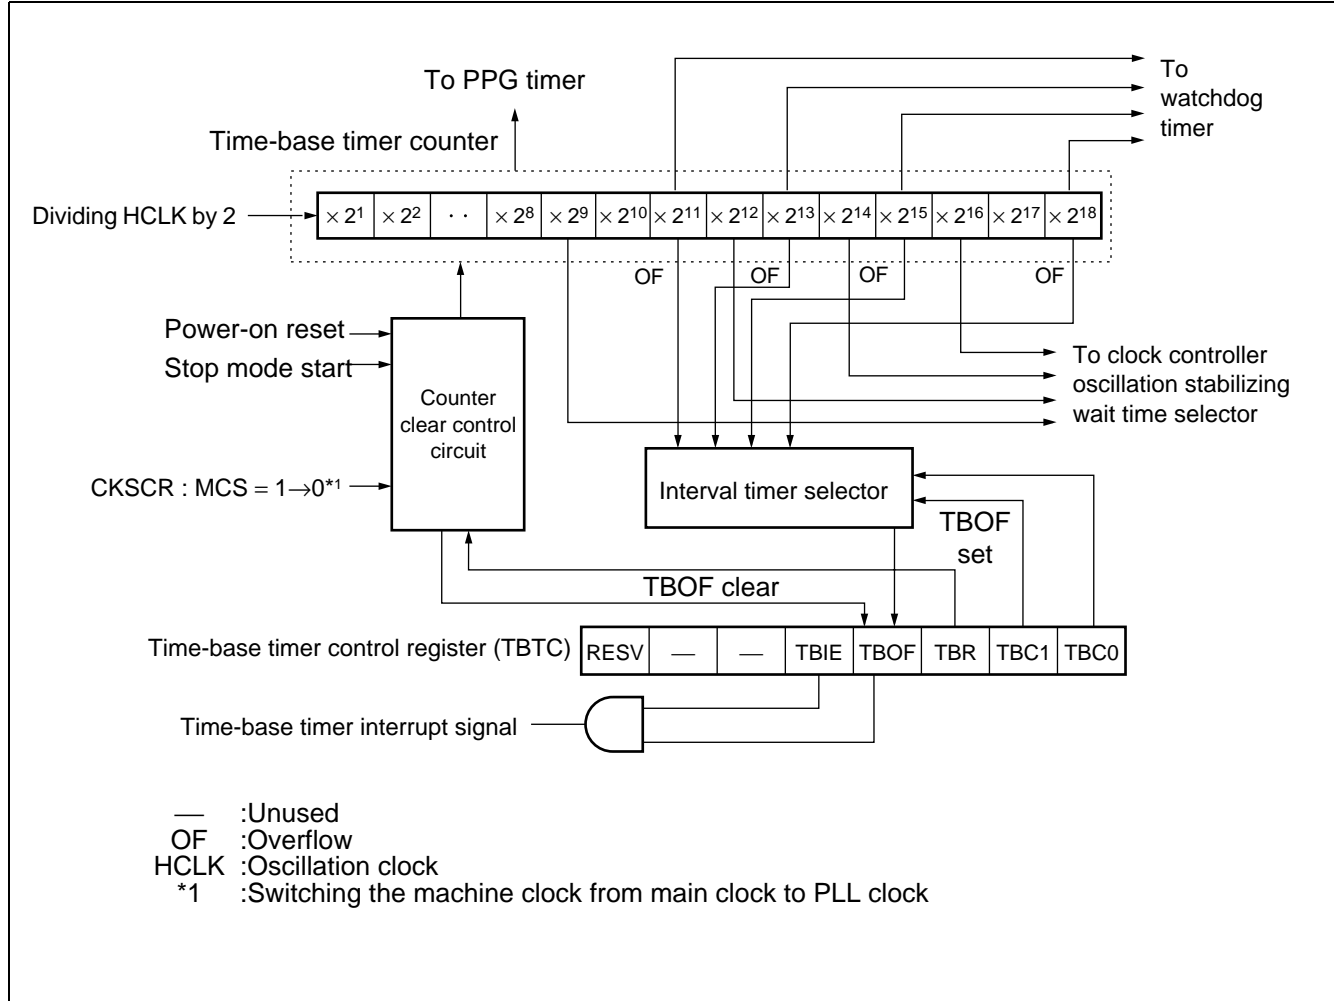 To PPG timer
To
watchdog
timer
Time-base timer counter
Dividing HCLK by 2
× 2¹ × 2² ·· × 2⁸ × 2⁹ × 2¹⁰ × 2¹¹ × 2¹² × 2¹³ × 2¹⁴ × 2¹⁵ × 2¹⁶ × 2¹⁷ × 2¹⁸
OF OF OF OF
Power-on reset
Stop mode start
Counter
clear control
circuit
To clock controller
oscillation stabilizing
wait time selector
CKSCR : MCS = 1→0*¹
Interval timer selector
TBOF
set
TBOF clear
Time-base timer control register (TBTC)
RESV — — TBIE TBOF TBR TBC1 TBC0
Time-base timer interrupt signal
— :Unused
OF :Overflow
HCLK :Oscillation clock
*1 :Switching the machine clock from main clock to PLL clock